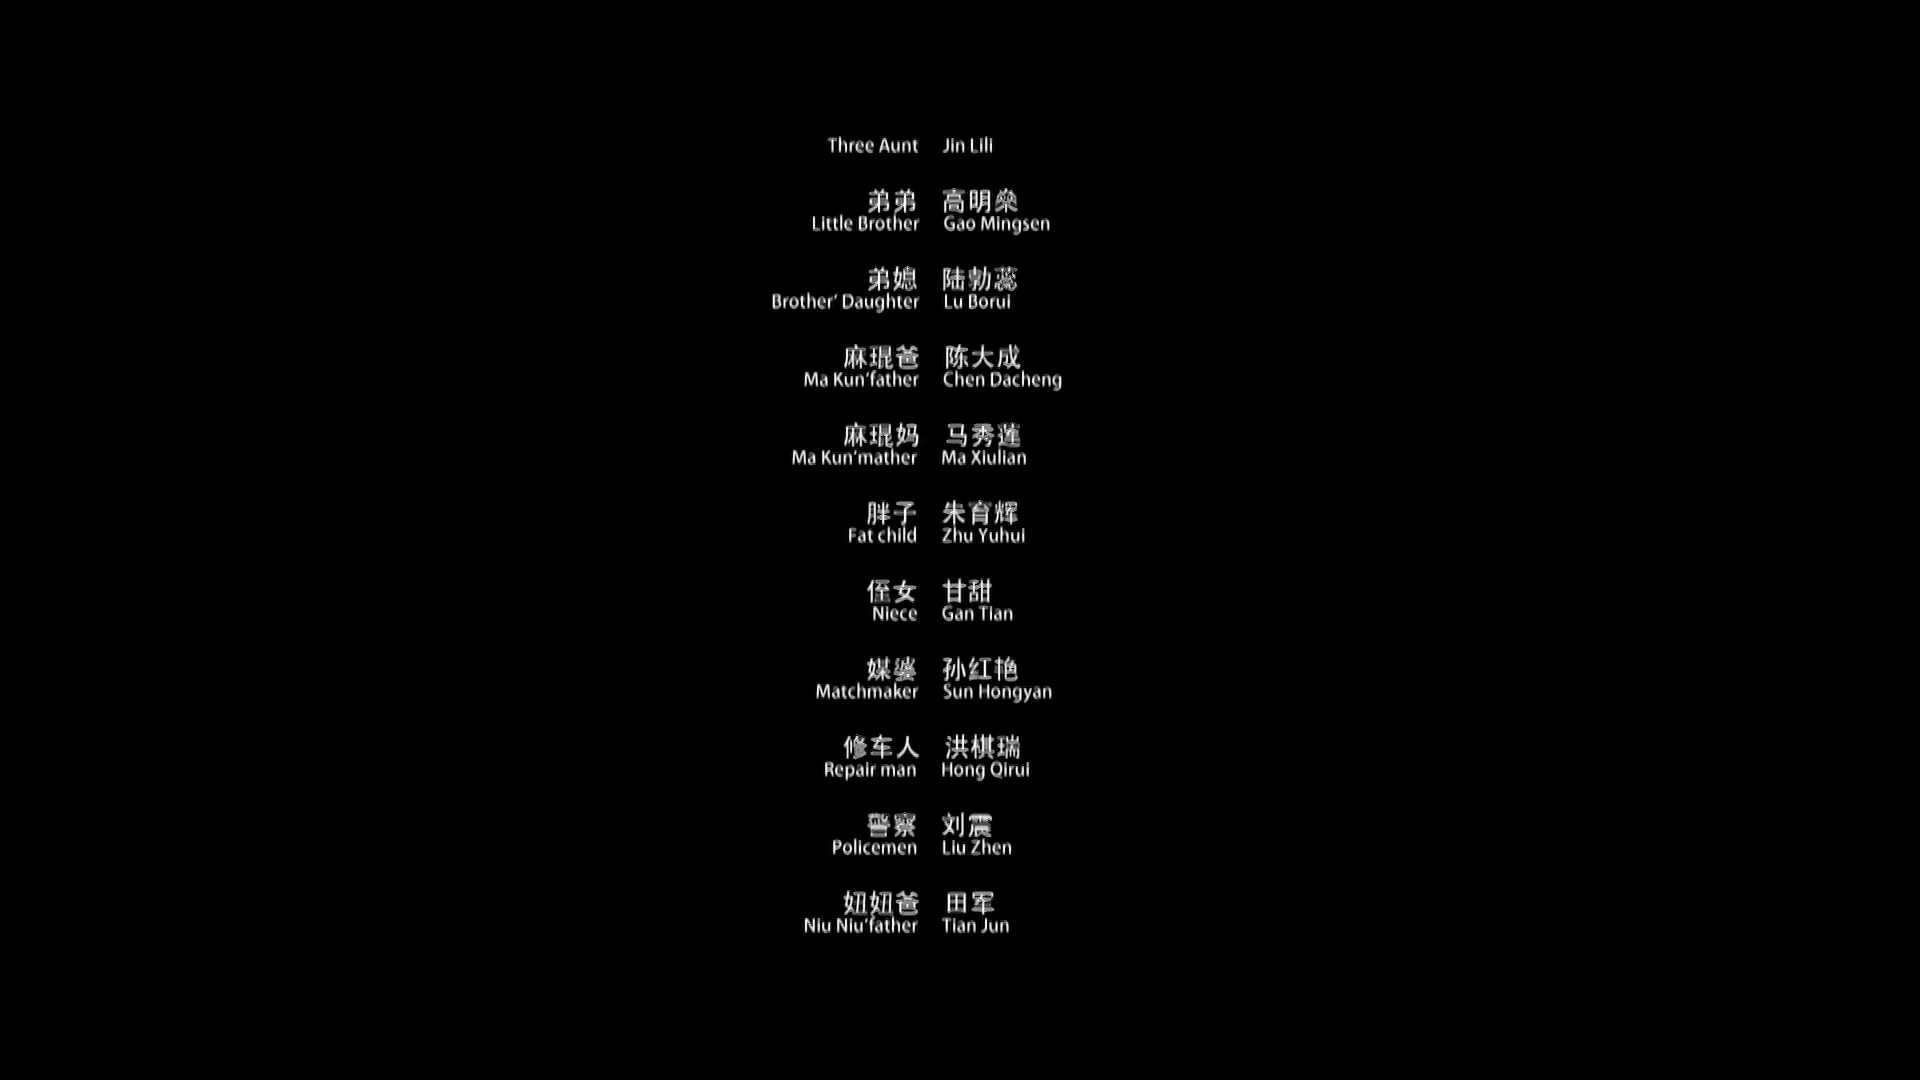 Three Aunt Jin Lili
弟弟 高明燊
Little Brother Gao Mingsen
弟媳 陆勃蕊
Brother’ Daughter Lu Borui
麻琨爸 陈大成
Ma Kun’father Chen Dacheng
麻琨妈 马秀莲
Ma Kun’mather Ma Xiulian
胖子 朱育辉
Fat child Zhu Yuhui
侄女 甘甜
Niece Gan Tian
媒婆 孙红艳
Matchmaker Sun Hongyan
修车人 洪棋瑞
Repair man Hong Qirui
警察 刘震
Policemen Liu Zhen
妞妞爸 田军
Niu Niu’father Tian Jun